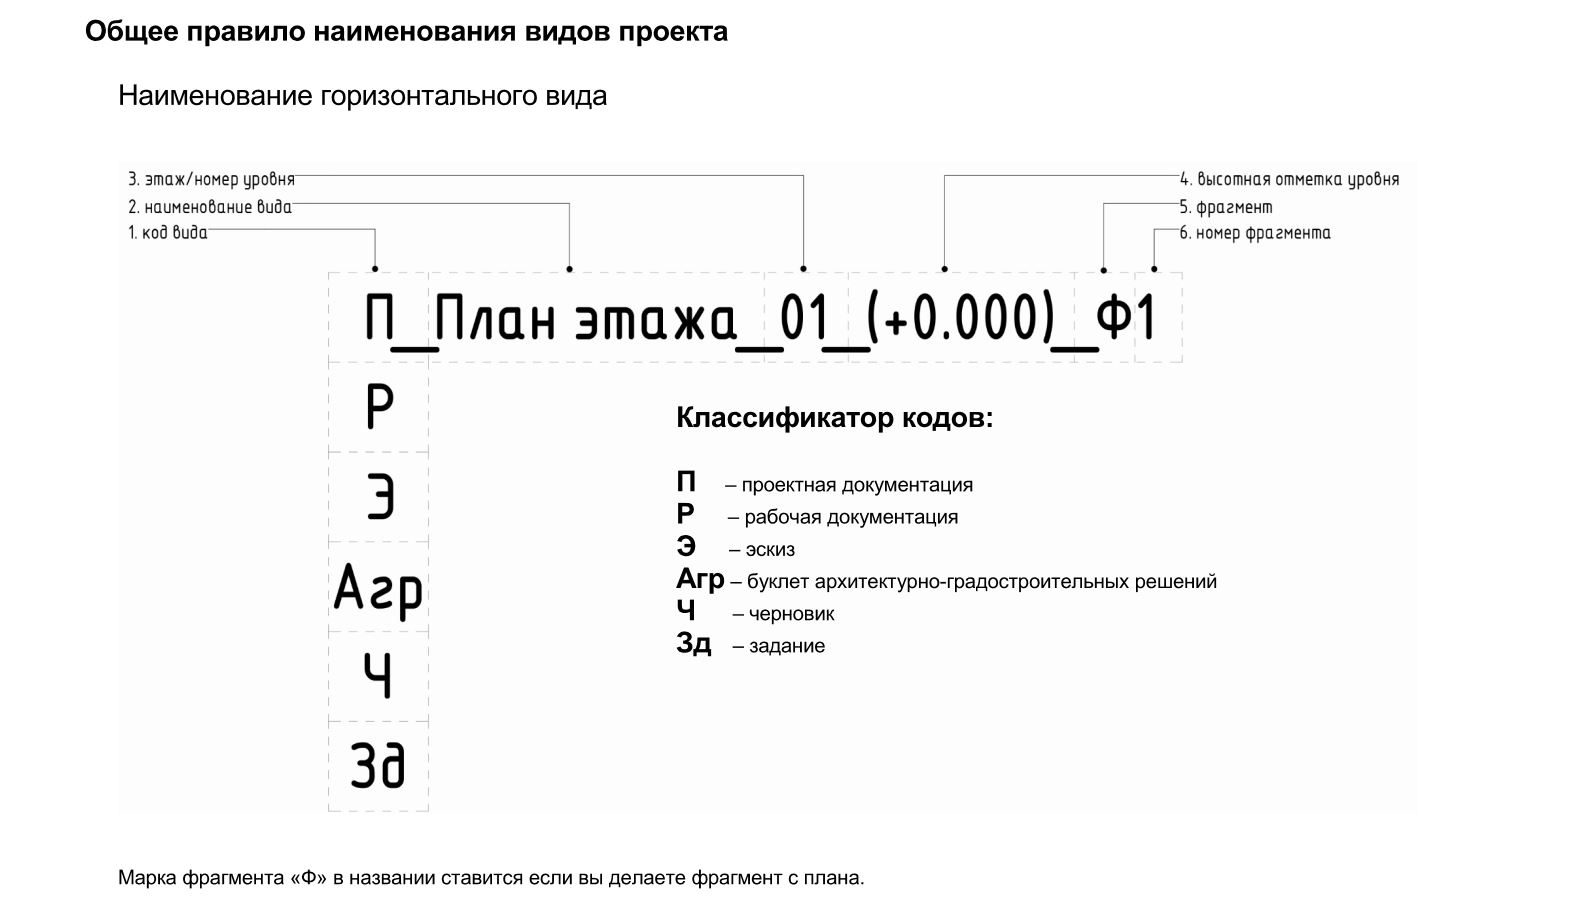 Общее правило наименования видов проекта
Наименование горизонтального вида
3. этаж/номер уровня
2. наименование вида
1. код вида
4. высотная отметка уровня
5. фрагмент
6. номер фрагмента
П_План этажа_01_(+0.000)_Ф1
Р
Э
Агр
Ч
Зд
Классификатор кодов:
П – проектная документация
Р – рабочая документация
Э – эскиз
Агр – буклет архитектурно-градостроительных решений
Ч – черновик
Зд – задание
Марка фрагмента «Ф» в названии ставится если вы делаете фрагмент с плана.